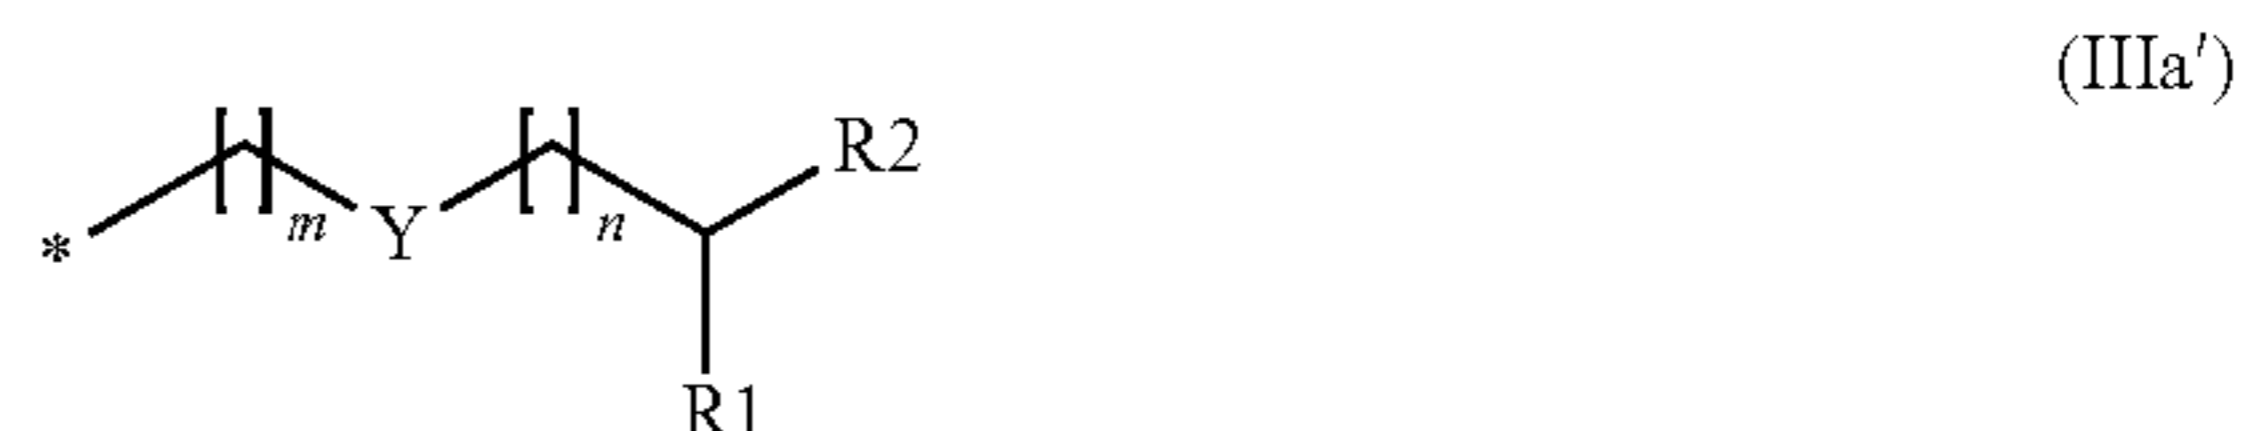 (IIIa′)
R2
* [ ]m Y [ ]n
R1